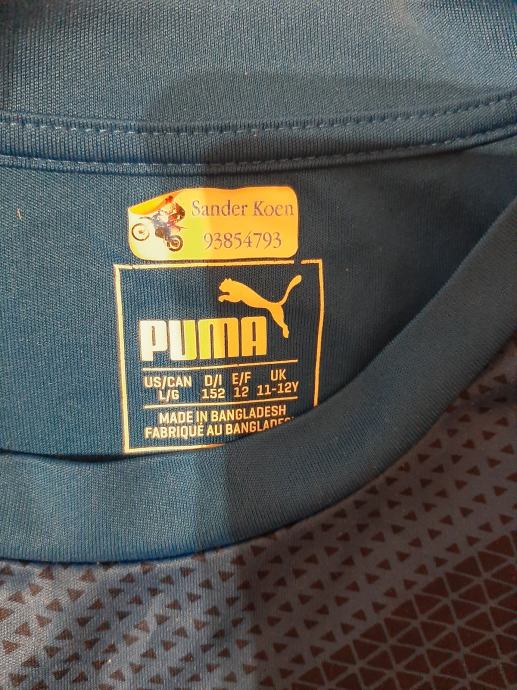 Sander Koen
93854793
PUMA
US/CAN D/I E/F UK
L/G 152 12 11-12Y
MADE IN BANGLADESH
FABRIQUÉ AU